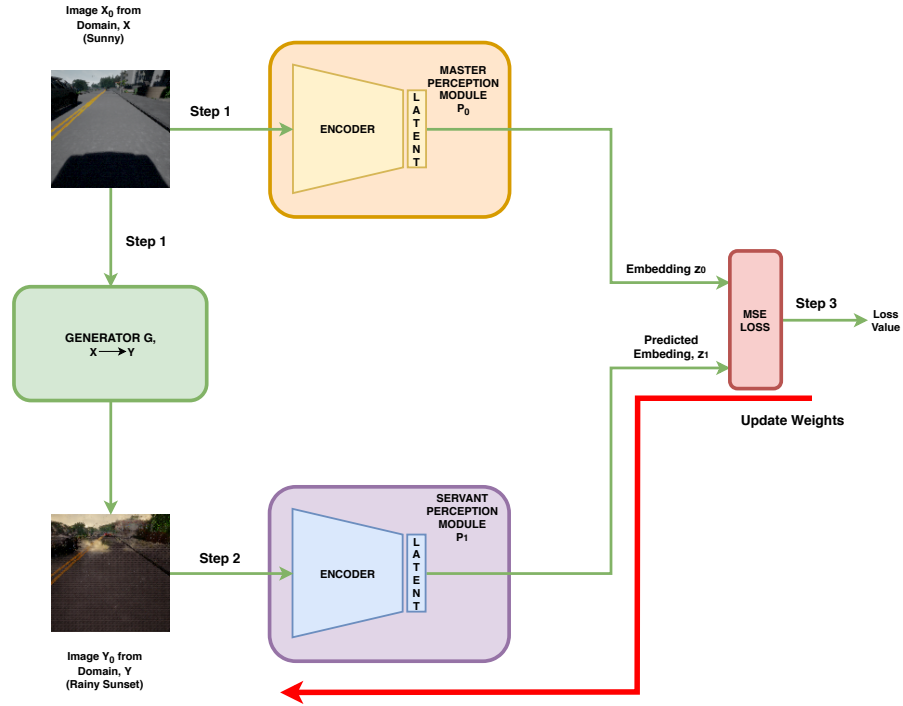 Image X₀ from
Domain, X
(Sunny)
Step 1
ENCODER
LATENT
MASTER
PERCEPTION
MODULE
P₀
Step 1
GENERATOR G,
X → Y
Embedding z₀
Predicted
Embeding, z₁
MSE
LOSS
Step 3
Loss
Value
Update Weights
Step 2
ENCODER
LATENT
SERVANT
PERCEPTION
MODULE
P₁
Image Y₀ from
Domain, Y
(Rainy Sunset)